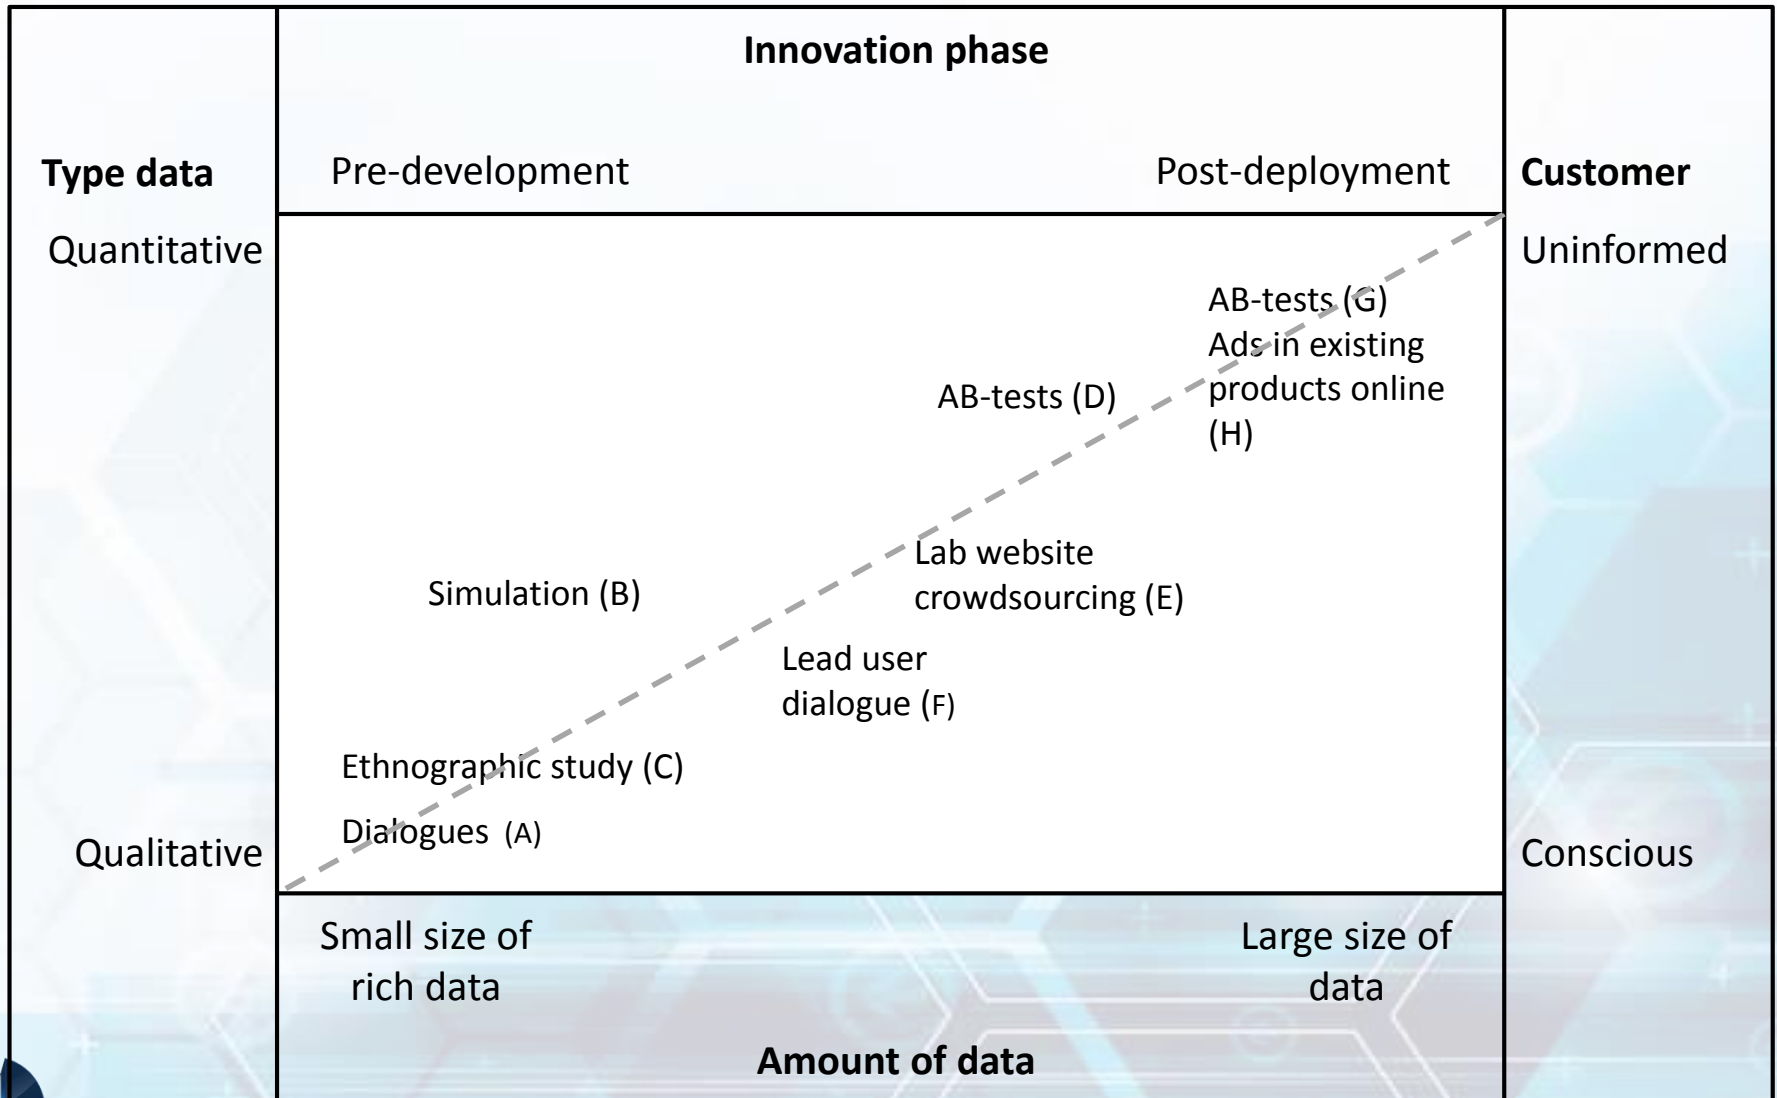 Innovation phase
Type data
Pre-development
Post-deployment
Customer
Quantitative
Uninformed
AB-tests (G)
Ads in existing
products online
(H)
AB-tests (D)
Lab website
crowdsourcing (E)
Simulation (B)
Lead user
dialogue (F)
Ethnographic study (C)
Dialogues (A)
Qualitative
Conscious
Small size of
rich data
Large size of
data
Amount of data